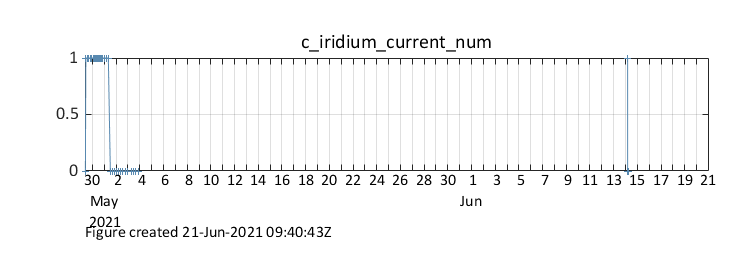 c_iridium_current_num
1
0.5
0
30 2 4 6 8 10 12 14 16 18 20 22 24 26 28 30 1 3 5 7 9 11 13 15 17 19 21
May Jun
2021
Figure created 21-Jun-2021 09:40:43Z